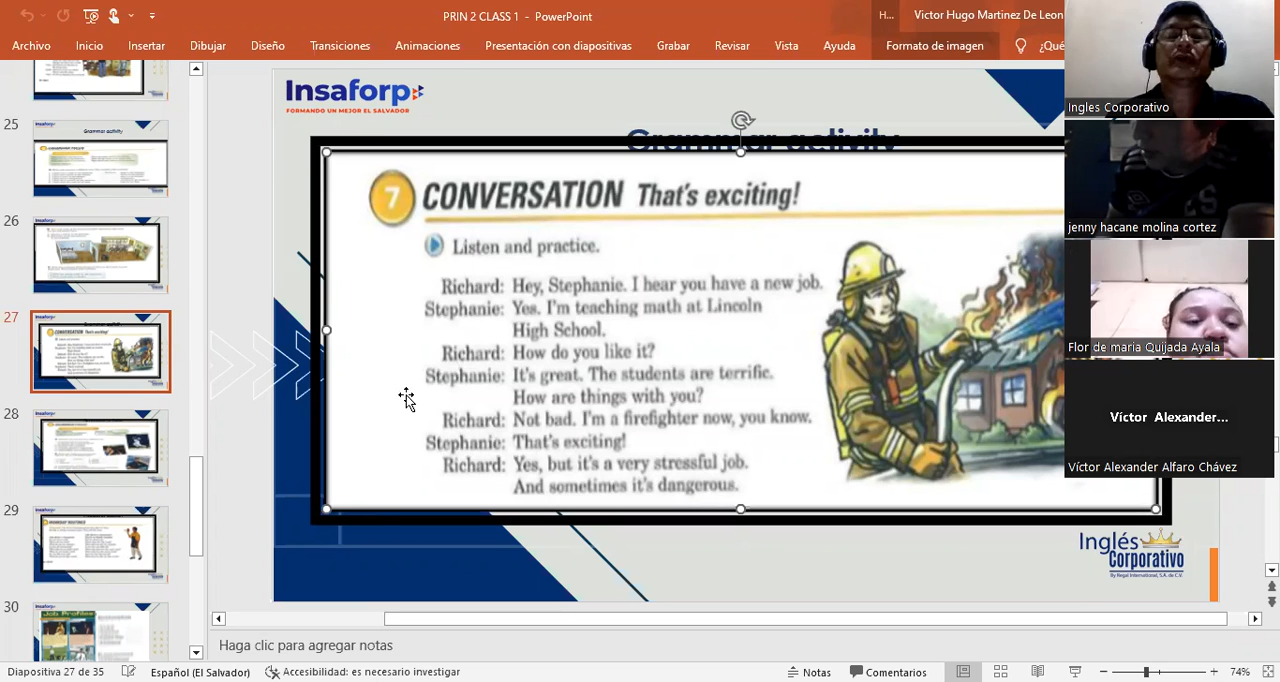 PRIN 2 CLASS 1 - PowerPoint
H...
Victor Hugo Martinez De Leon
Archivo
Inicio
Insertar
Dibujar
Diseño
Transiciones
Animaciones
Presentación con diapositivas
Grabar
Revisar
Vista
Ayuda
Formato de imagen
¿Qué
25
26
27
28
29
30
Insaforp
FORMANDO UN MEJOR EL SALVADOR
Grammar activity
7 CONVERSATION That's exciting!
Listen and practice.
Richard: Hey, Stephanie. I hear you have a new job.
Stephanie: Yes. I'm teaching math at Lincoln
High School.
Richard: How do you like it?
Stephanie: It's great. The students are terrific.
How are things with you?
Richard: Not bad. I'm a firefighter now, you know.
Stephanie: That's exciting!
Richard: Yes, but it's a very stressful job.
And sometimes it's dangerous.
Inglés
Corporativo
By Regal International, S.A. de C.V.
Ingles Corporativo
jenny hacane molina cortez
Flor de maria Quijada Ayala
Víctor Alexander...
Víctor Alexander Alfaro Chávez
Haga clic para agregar notas
Diapositiva 27 de 35
Español (El Salvador)
Accesibilidad: es necesario investigar
Notas
Comentarios
74%